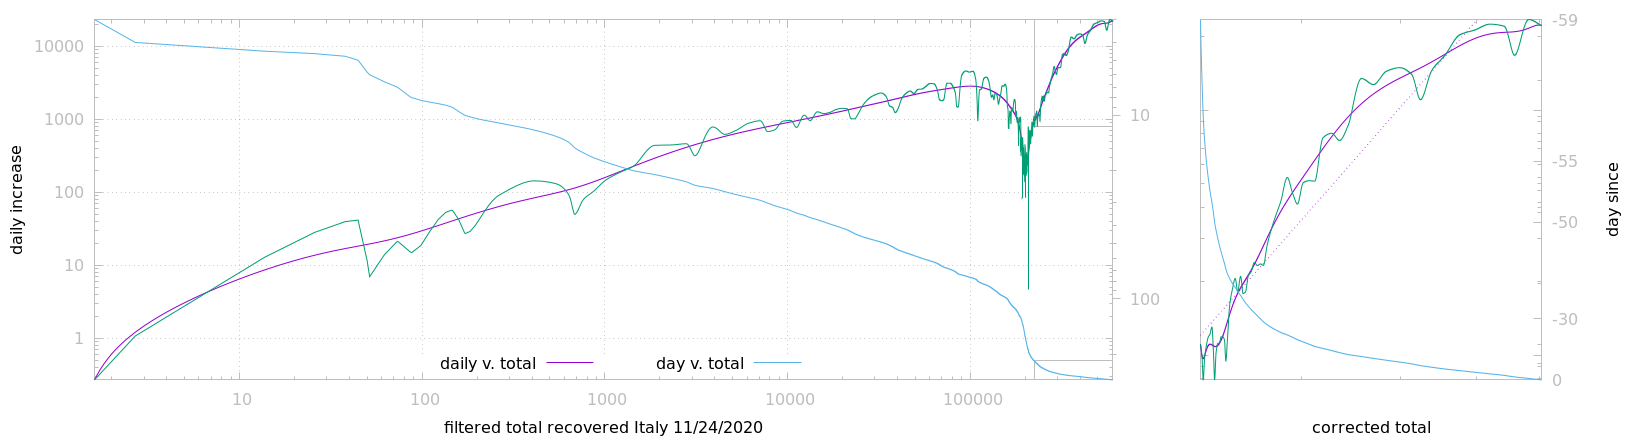 10000
1000
100
10
1
daily increase
10
100
1000
10000
100000
10
100
daily v. total
day v. total
filtered total recovered Italy 11/24/2020
-59
-55
-50
-30
0
day since
corrected total